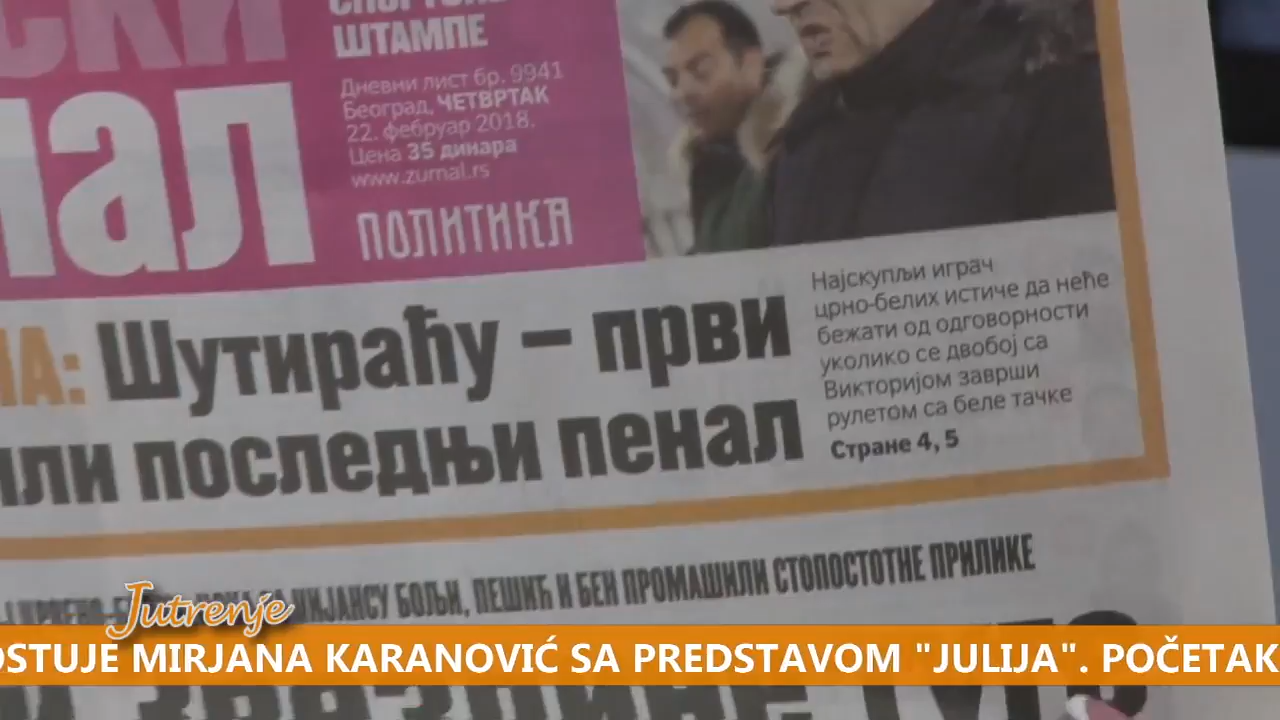 СКИ
НАЛ
ШТАМПЕ
Дневни лист бр. 9941
Београд, ЧЕТВРТАК
22. фебруар 2018.
Цена 35 динара
www.zurnal.rs
ПОЛИТИКА
Шутираћу – први
или последњи пенал
Најскупљи играч
црно-белих истиче да неће
бежати од одговорности
уколико се двобој са
Викторијом заврши
рулетом са беле тачке
Стране 4, 5
НИЈАНСУ БОЉИ, ПЕШИЋ И БЕН ПРОМАШИЛИ СТОПОСТОТНЕ ПРИЛИКЕ
Jutrenje
OSTUJE MIRJANA KARANOVIĆ SA PREDSTAVOM "JULIJA". POČETAK